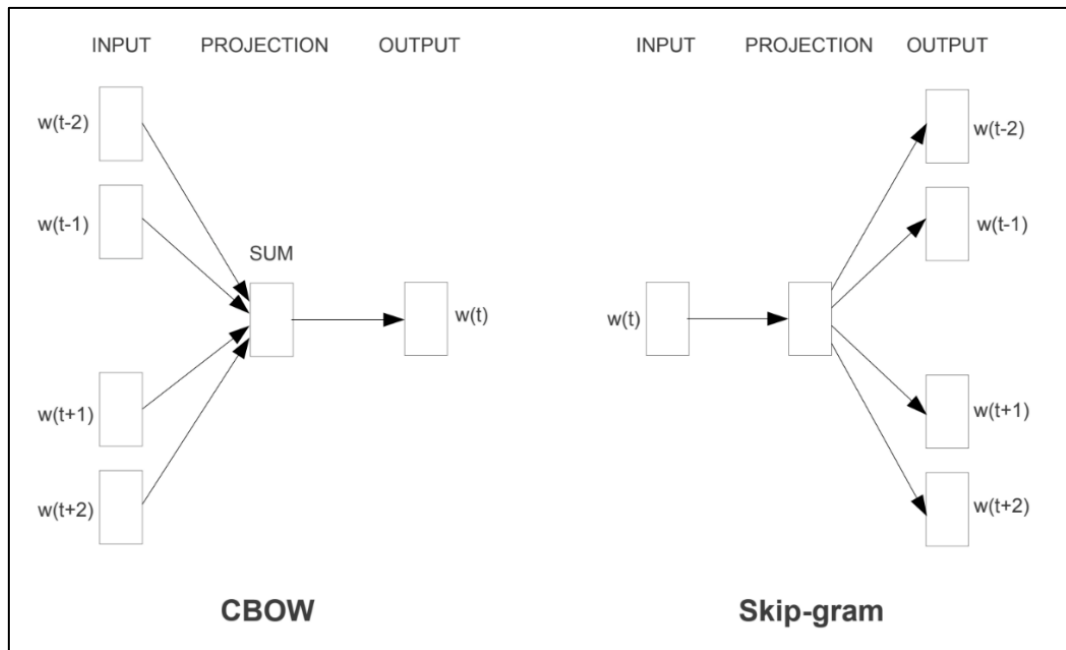 INPUT PROJECTION OUTPUT
w(t-2)
w(t-1)
SUM
w(t)
w(t+1)
w(t+2)
CBOW
INPUT PROJECTION OUTPUT
w(t-2)
w(t-1)
w(t)
w(t+1)
w(t+2)
Skip-gram